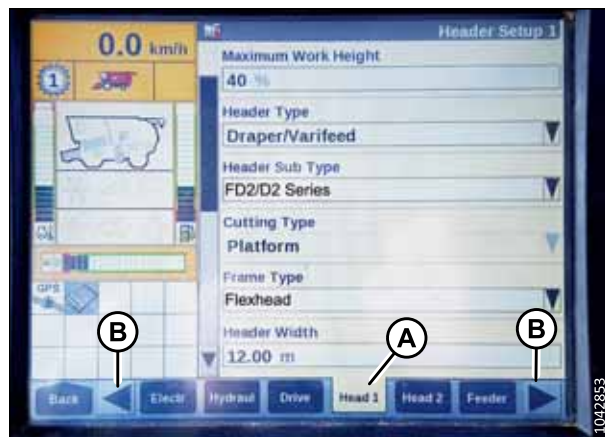 0.0 km/h
Header Setup 1
1
Maximum Work Height
40 %
Header Type
Draper/Varifeed
Header Sub Type
FD2/D2 Series
Cutting Type
Platform
Frame Type
Flexhead
Header Width
12.00 m
GPS
B
A
B
Back
Electr
Hydraul
Drive
Head 1
Head 2
Feeder
1042853